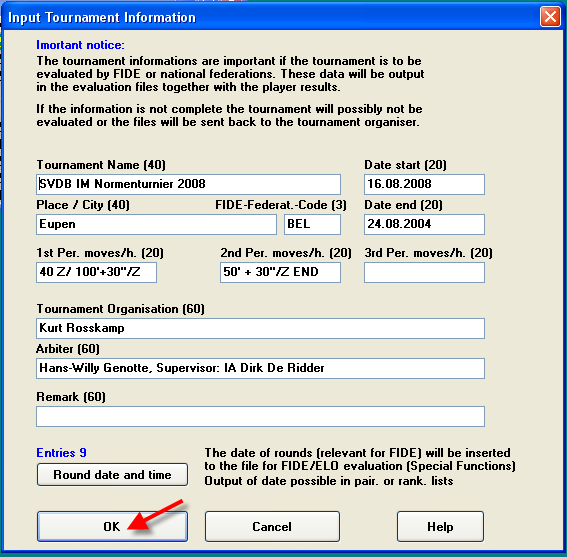 Input Tournament Information
Imortant notice:
The tournament informations are important if the tournament is to be
evaluated by FIDE or national federations. These data will be output
in the evaluation files together with the player results.
If the information is not complete the tournament will possibly not be
evaluated or the files will be sent back to the tournament organiser.
Tournament Name (40) Date start (20)
SVDB IM Normenturnier 2008 16.08.2008
Place / City (40) FIDE-Federat.-Code (3) Date end (20)
Eupen BEL 24.08.2004
1st Per. moves/h. (20) 2nd Per. moves/h. (20) 3rd Per. moves/h. (20)
40 Z/ 100'+30"/Z 50' + 30"/Z END
Tournament Organisation (60)
Kurt Rosskamp
Arbiter (60)
Hans-Willy Genotte, Supervisor: IA Dirk De Ridder
Remark (60)
Entries 9
Round date and time
The date of rounds (relevant for FIDE) will be inserted
to the file for FIDE/ELO evaluation (Special Functions)
Output of date possible in pair. or rank. lists
OK Cancel Help